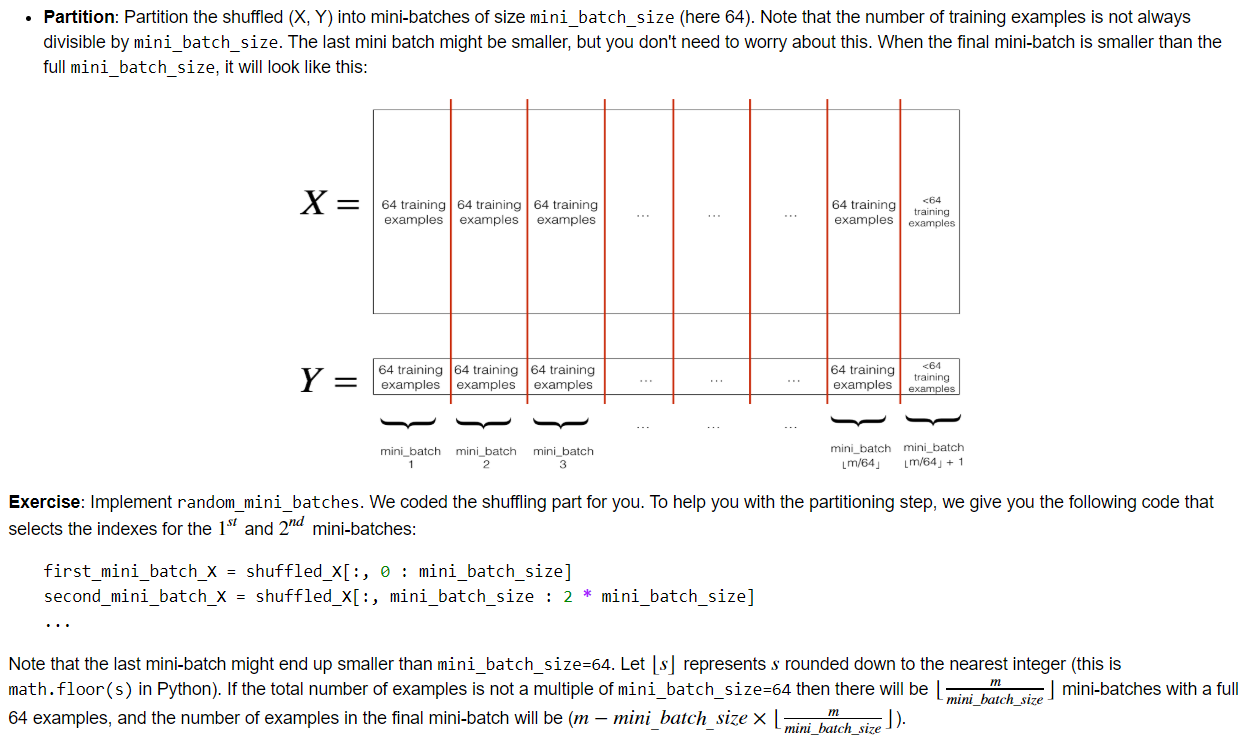 • Partition: Partition the shuffled (X, Y) into mini-batches of size mini_batch_size (here 64). Note that the number of training examples is not always
divisible by mini_batch_size. The last mini batch might be smaller, but you don't need to worry about this. When the final mini-batch is smaller than the
full mini_batch_size, it will look like this:
X = 64 training examples 64 training examples 64 training examples ... ... ... 64 training examples <64 training examples
Y = 64 training examples 64 training examples 64 training examples ... ... ... 64 training examples <64 training examples
mini_batch 1 mini_batch 2 mini_batch 3 ... ... ... mini_batch ⌊m/64⌋ mini_batch ⌊m/64⌋ + 1
Exercise: Implement random_mini_batches. We coded the shuffling part for you. To help you with the partitioning step, we give you the following code that
selects the indexes for the 1st and 2nd mini-batches:
first_mini_batch_X = shuffled_X[:, 0 : mini_batch_size]
second_mini_batch_X = shuffled_X[:, mini_batch_size : 2 * mini_batch_size]
...
Note that the last mini-batch might end up smaller than mini_batch_size=64. Let ⌊s⌋ represents s rounded down to the nearest integer (this is
math.floor(s) in Python). If the total number of examples is not a multiple of mini_batch_size=64 then there will be ⌊m/mini_batch_size⌋ mini-batches with a full
64 examples, and the number of examples in the final mini-batch will be (m − mini_batch_size × ⌊m/mini_batch_size⌋).